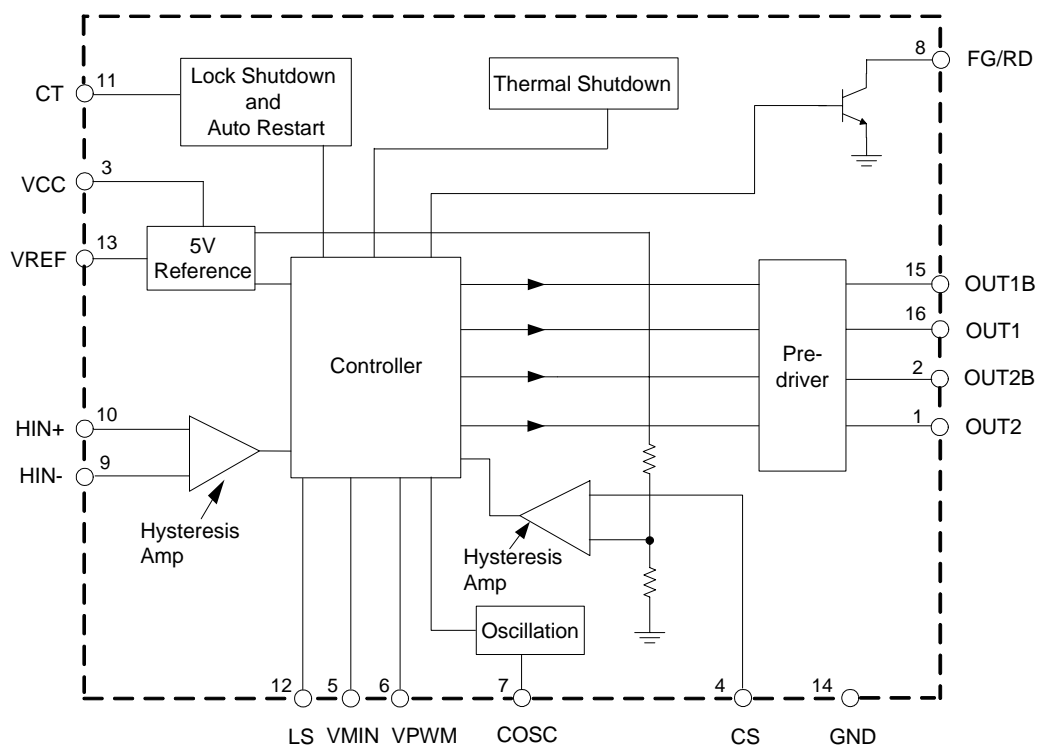 8
FG/RD
11
CT
Lock Shutdown
and
Auto Restart
Thermal Shutdown
3
VCC
13
VREF
5V
Reference
15
OUT1B
16
OUT1
Controller
Pre-
driver
2
OUT2B
10
HIN+
1
OUT2
9
HIN-
Hysteresis
Amp
Hysteresis
Amp
Oscillation
12
5
6
7
4
14
LS
VMIN
VPWM
COSC
CS
GND